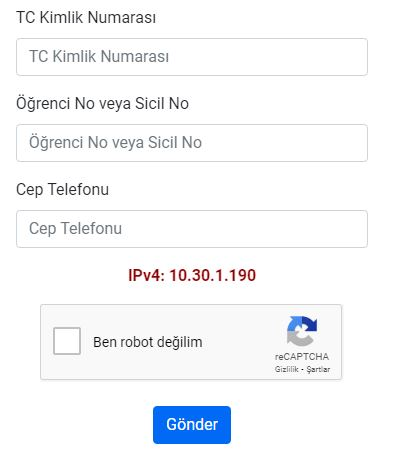 TC Kimlik Numarası
TC Kimlik Numarası
Öğrenci No veya Sicil No
Öğrenci No veya Sicil No
Cep Telefonu
Cep Telefonu
IPv4: 10.30.1.190
Ben robot değilim
reCAPTCHA
Gizlilik - Şartlar
Gönder